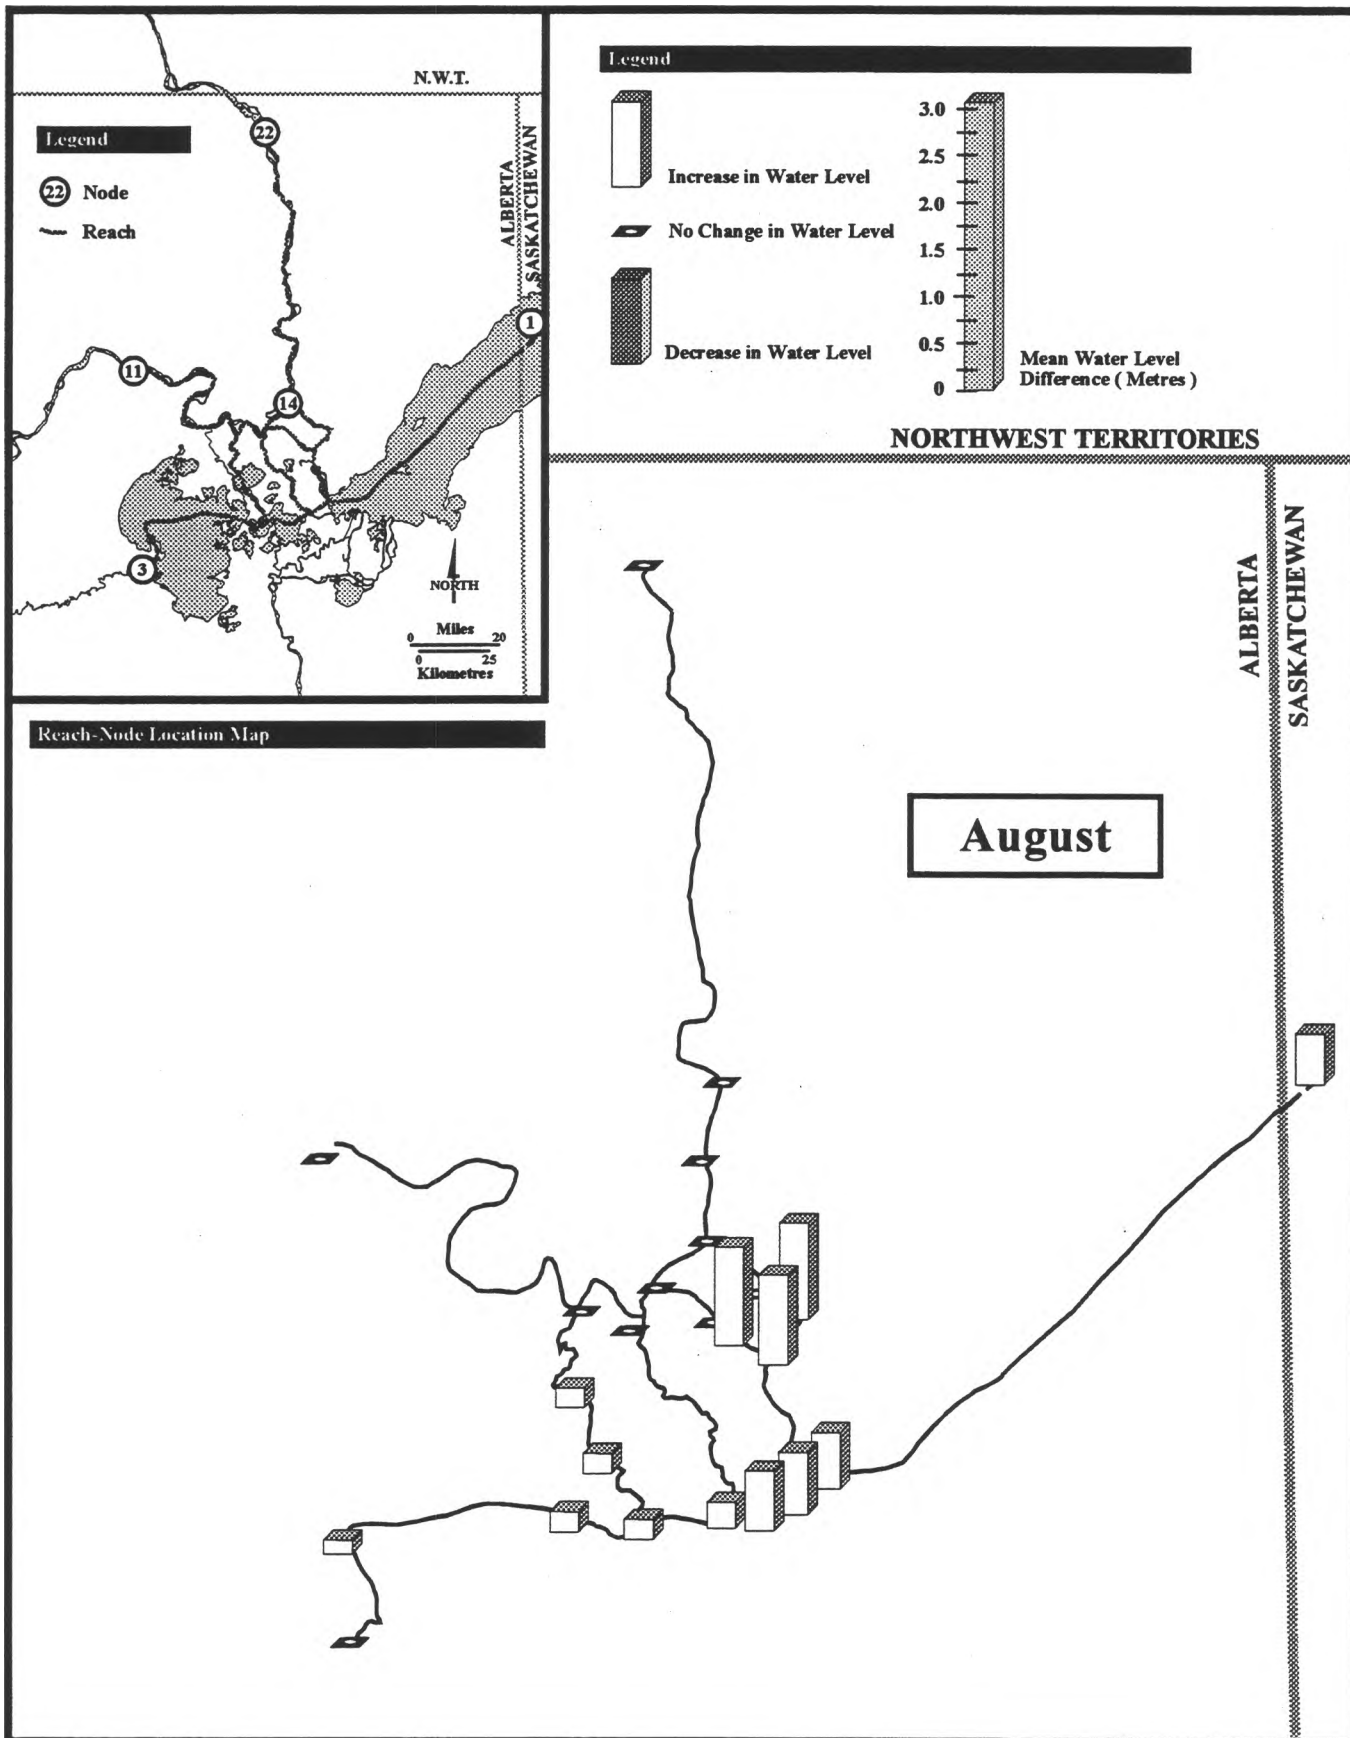 N.W.T.
Legend
22 Node
Reach
22
ALBERTA
SASKATCHEWAN
1
11
14
3
NORTH
Miles
0 20
0 25
Kilometres
Reach-Node Location Map
Legend
Increase in Water Level
No Change in Water Level
Decrease in Water Level
3.0
2.5
2.0
1.5
1.0
0.5
0
Mean Water Level
Difference ( Metres )
NORTHWEST TERRITORIES
ALBERTA
SASKATCHEWAN
August